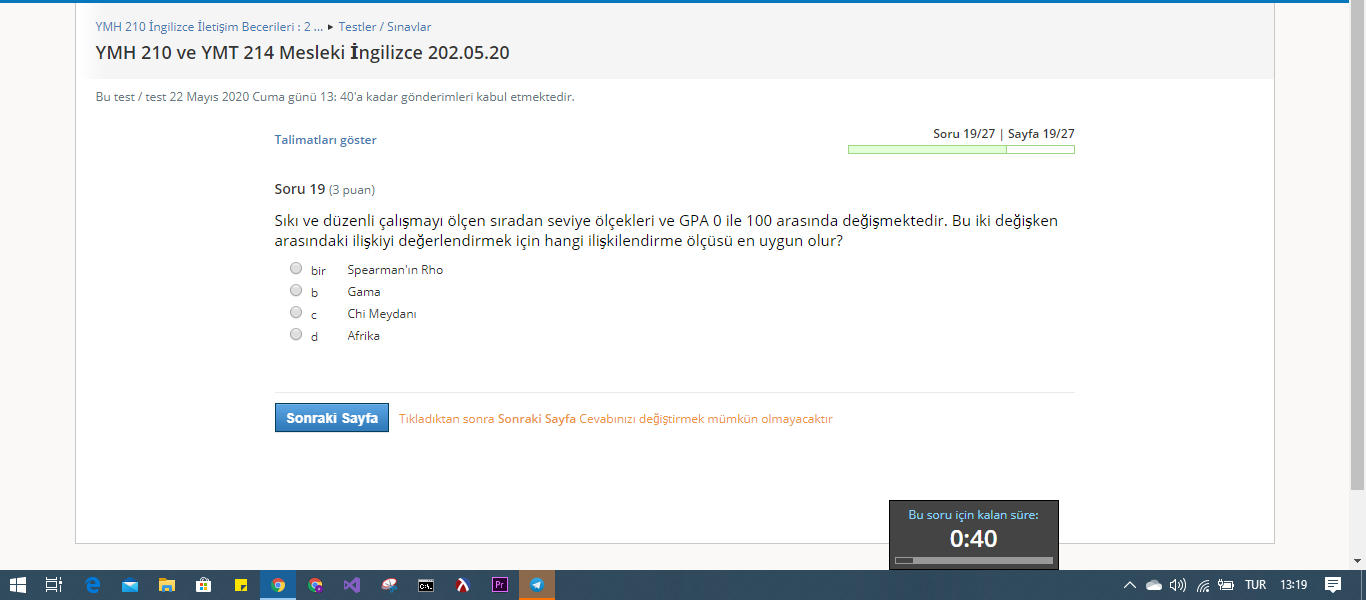 YMH 210 İngilizce İletişim Becerileri : 2 ... ▸ Testler / Sınavlar
YMH 210 ve YMT 214 Mesleki İngilizce 202.05.20
Bu test / test 22 Mayıs 2020 Cuma günü 13: 40'a kadar gönderimleri kabul etmektedir.
Talimatları göster
Soru 19/27 | Sayfa 19/27
Soru 19 (3 puan)
Sıkı ve düzenli çalışmayı ölçen sıradan seviye ölçekleri ve GPA 0 ile 100 arasında değişmektedir. Bu iki değişken
arasındaki ilişkiyi değerlendirmek için hangi ilişkilendirme ölçüsü en uygun olur?
bir Spearman'ın Rho
b Gama
c Chi Meydanı
d Afrika
Sonraki Sayfa Tıkladıktan sonra Sonraki Sayfa Cevabınızı değiştirmek mümkün olmayacaktır
Bu soru için kalan süre:
0:40
C:\ Pr TUR 13:19